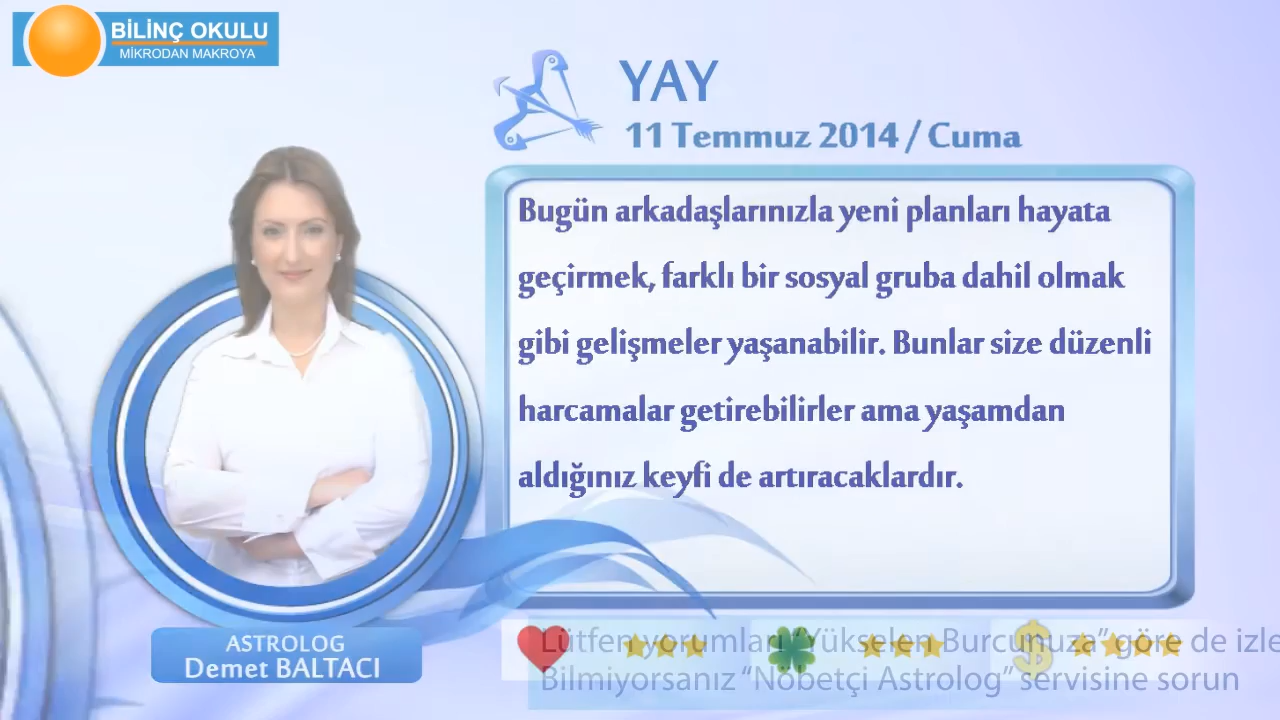 BİLİNÇ OKULU
MİKRODAN MAKROYA
YAY
11 Temmuz 2014 / Cuma
Bugün arkadaşlarınızla yeni planları hayata
geçirmek, farklı bir sosyal gruba dahil olmak
gibi gelişmeler yaşanabilir. Bunlar size düzenli
harcamalar getirebilirler ama yaşamdan
aldığınız keyfi de artıracaklardır.
ASTROLOG
Demet BALTACI
Lütfen yorumları "Yükselen Burcunuza" göre de izle
Bilmiyorsanız "Nöbetçi Astrolog" servisine sorun